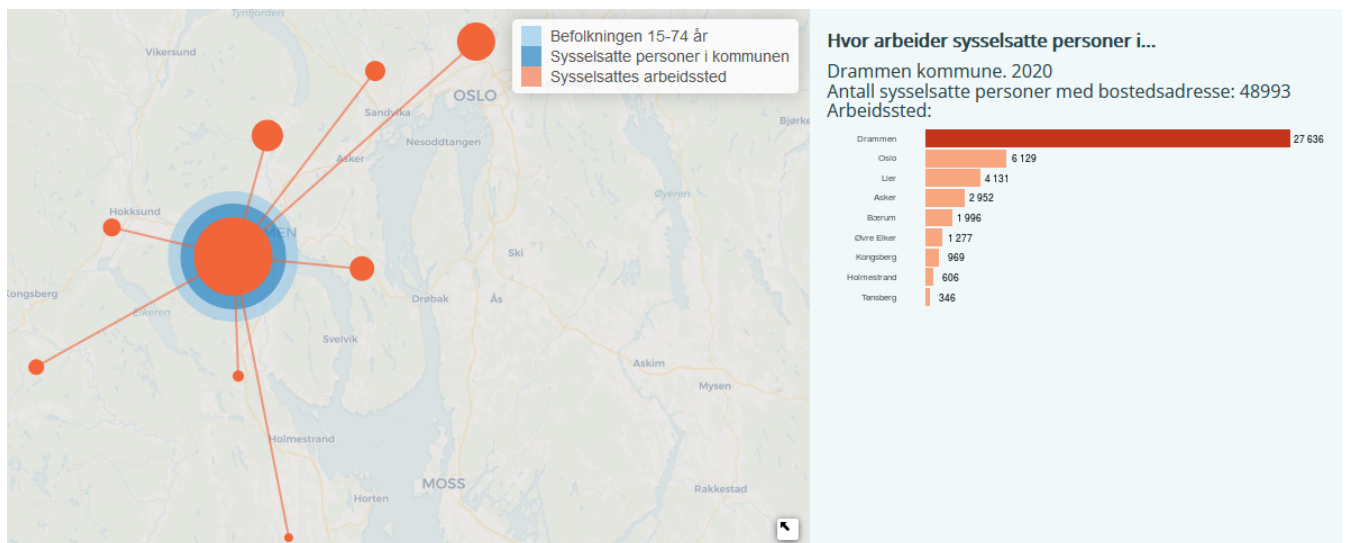 Tyrifjorden
Vikersund
OSLO
Sandvika
Nesoddtangen
Bjørke
Asker
Øyeren
Hokksund
MEN
Ski
Kongsberg
Eikeren
Drøbak
Ås
Svelvik
Askim
Mysen
Holmestrand
MOSS
Horten
Rakkestad
Befolkningen 15-74 år
Sysselsatte personer i kommunen
Sysselsattes arbeidssted
Hvor arbeider sysselsatte personer i...
Drammen kommune. 2020
Antall sysselsatte personer med bostedsadresse: 48993
Arbeidssted:
Drammen 27 636
Oslo 6 129
Lier 4 131
Asker 2 952
Bærum 1 996
Øvre Eiker 1 277
Kongsberg 969
Holmestrand 606
Tønsberg 346